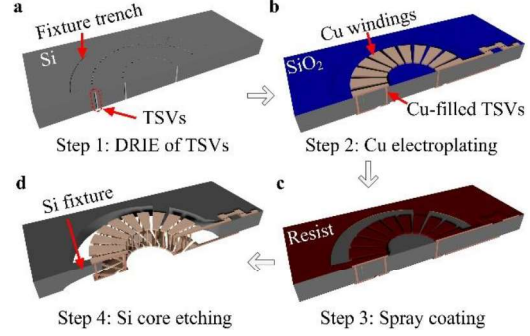 a
Fixture trench
Si
TSVs
Step 1: DRIE of TSVs
b
Cu windings
SiO₂
Cu-filled TSVs
Step 2: Cu electroplating
d
Si fixture
Step 4: Si core etching
c
Resist
Step 3: Spray coating